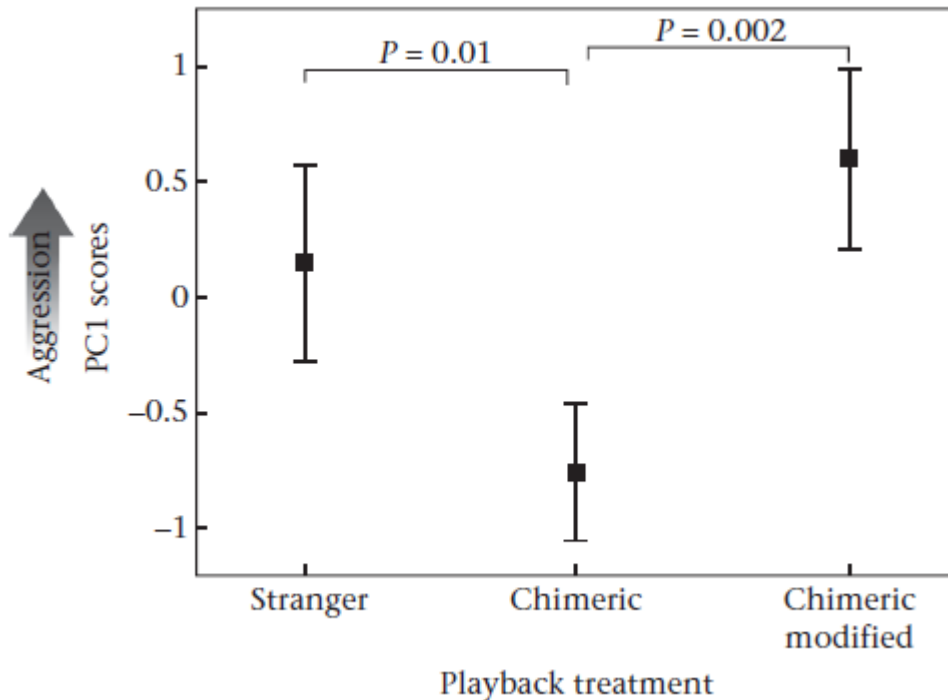 P = 0.01
P = 0.002
1
0.5
0
−0.5
−1
Aggression
PC1 scores
Stranger
Chimeric
Chimeric
modified
Playback treatment